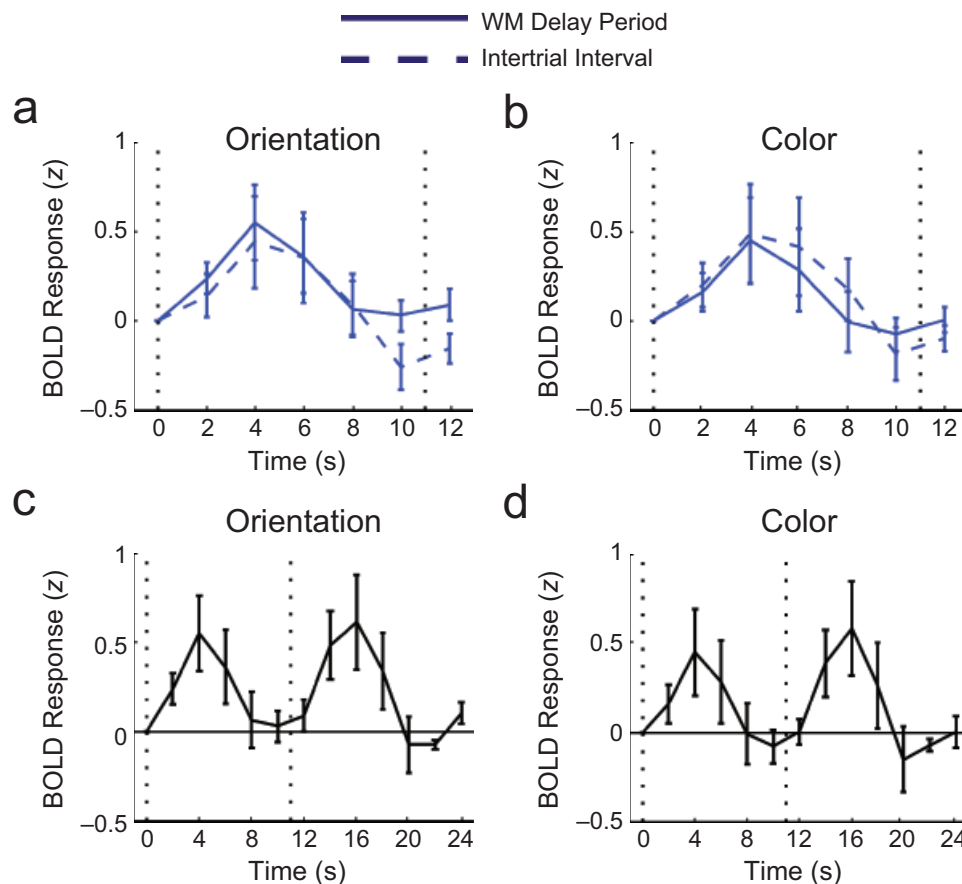 WM Delay Period
Intertrial Interval
a
Orientation
BOLD Response (z)
1
0.5
0
–0.5
0 2 4 6 8 10 12
Time (s)
b
Color
BOLD Response (z)
1
0.5
0
–0.5
0 2 4 6 8 10 12
Time (s)
c
Orientation
BOLD Response (z)
1
0.5
0
–0.5
0 4 8 12 16 20 24
Time (s)
d
Color
BOLD Response (z)
1
0.5
0
–0.5
0 4 8 12 16 20 24
Time (s)